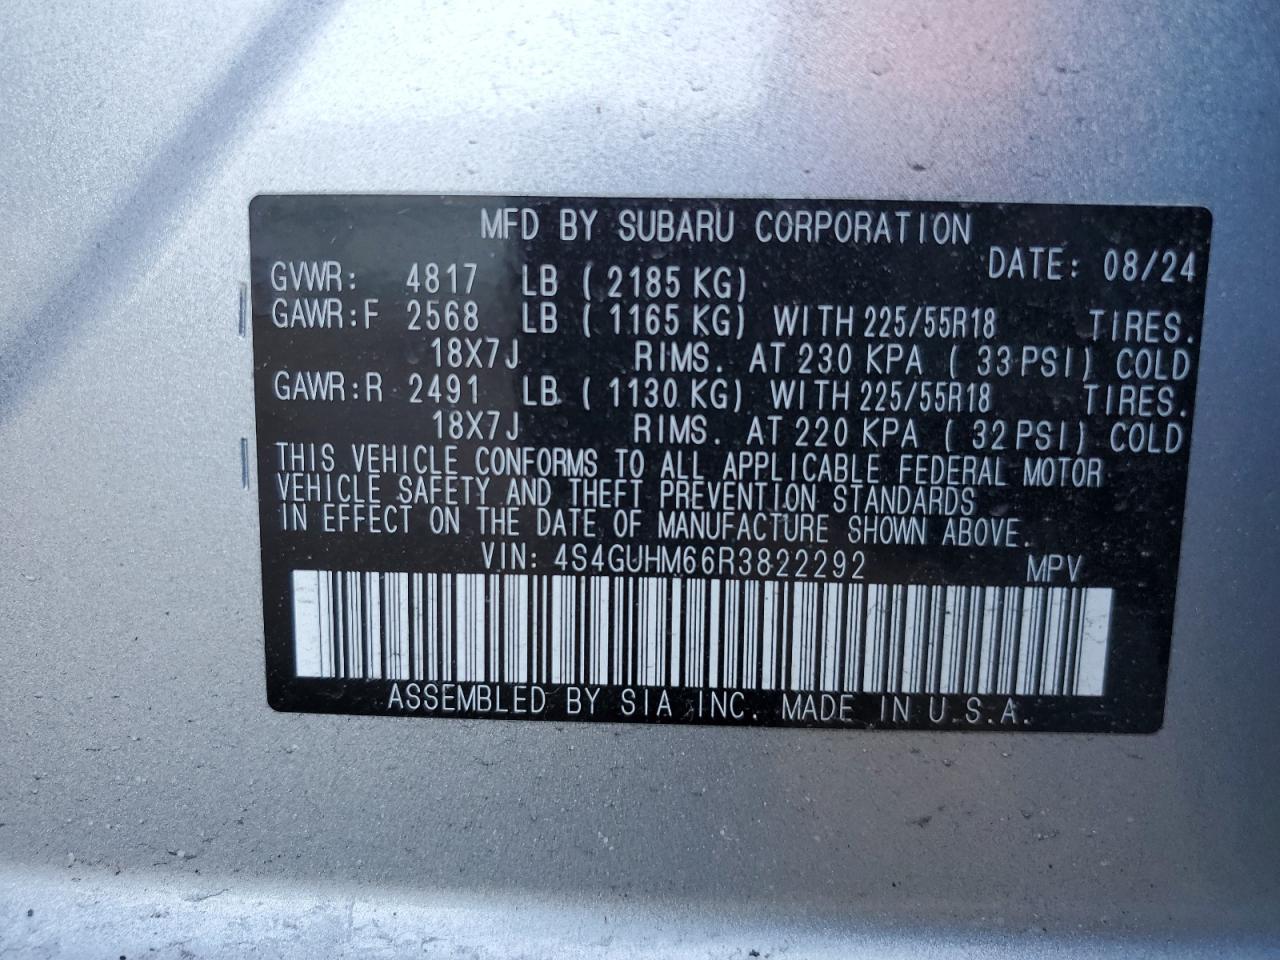 MFD BY SUBARU CORPORATION
DATE: 08/24
GVWR: 4817 LB ( 2185 KG)
GAWR:F 2568 LB ( 1165 KG) WITH 225/55R18 TIRES.
18X7J RIMS. AT 230 KPA ( 33 PSI) COLD
GAWR:R 2491 LB ( 1130 KG) WITH 225/55R18 TIRES.
18X7J RIMS. AT 220 KPA ( 32 PSI) COLD
THIS VEHICLE CONFORMS TO ALL APPLICABLE FEDERAL MOTOR
VEHICLE SAFETY AND THEFT PREVENTION STANDARDS
IN EFFECT ON THE DATE OF MANUFACTURE SHOWN ABOVE.
VIN: 4S4GUHM66R3822292 MPV
ASSEMBLED BY SIA INC. MADE IN U.S.A.